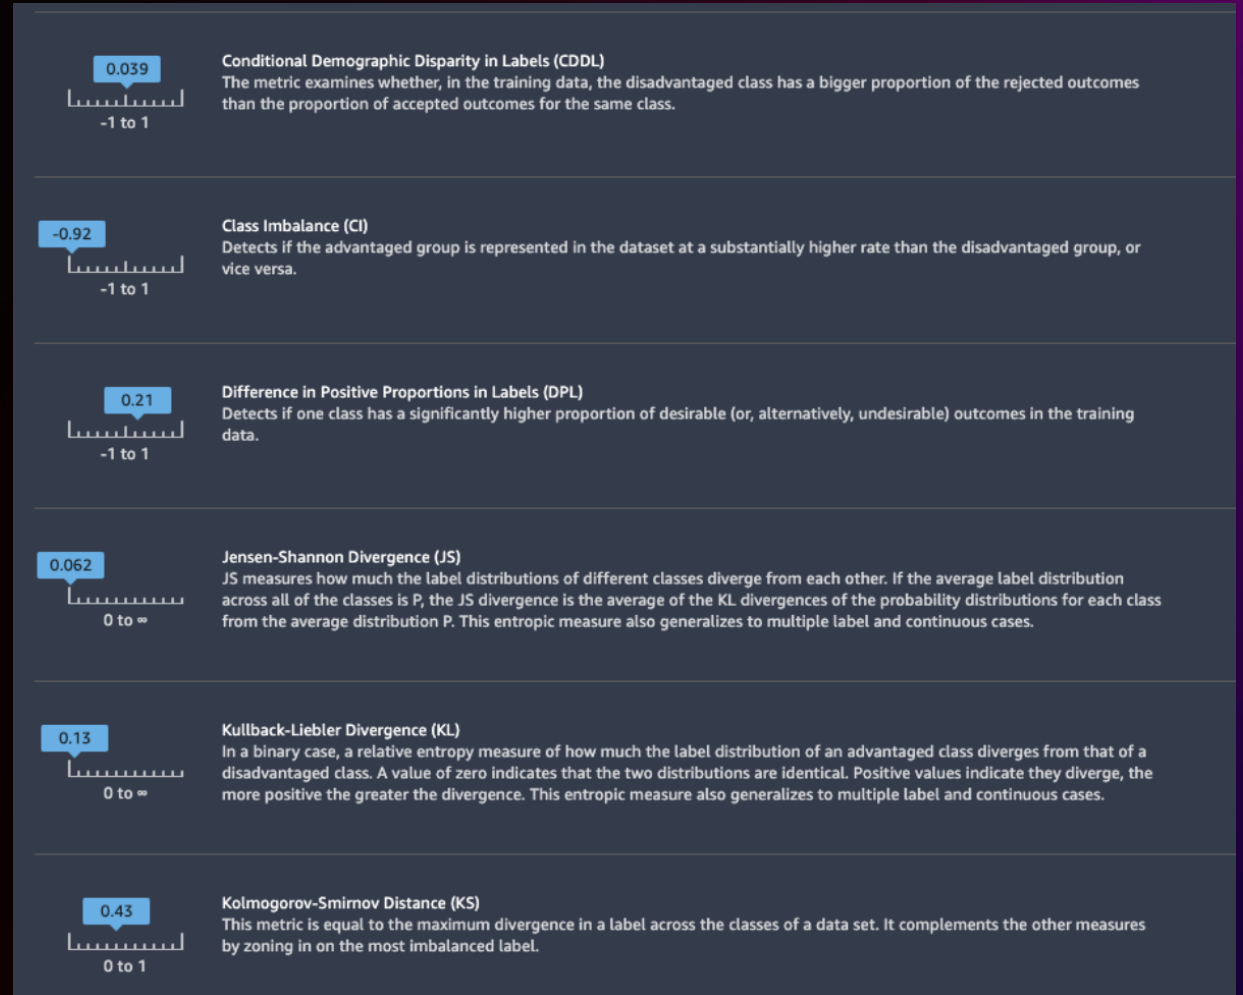 0.039
-1 to 1
Conditional Demographic Disparity in Labels (CDDL)
The metric examines whether, in the training data, the disadvantaged class has a bigger proportion of the rejected outcomes
than the proportion of accepted outcomes for the same class.
-0.92
-1 to 1
Class Imbalance (CI)
Detects if the advantaged group is represented in the dataset at a substantially higher rate than the disadvantaged group, or
vice versa.
0.21
-1 to 1
Difference in Positive Proportions in Labels (DPL)
Detects if one class has a significantly higher proportion of desirable (or, alternatively, undesirable) outcomes in the training
data.
0.062
0 to ∞
Jensen-Shannon Divergence (JS)
JS measures how much the label distributions of different classes diverge from each other. If the average label distribution
across all of the classes is P, the JS divergence is the average of the KL divergences of the probability distributions for each class
from the average distribution P. This entropic measure also generalizes to multiple label and continuous cases.
0.13
0 to ∞
Kullback-Liebler Divergence (KL)
In a binary case, a relative entropy measure of how much the label distribution of an advantaged class diverges from that of a
disadvantaged class. A value of zero indicates that the two distributions are identical. Positive values indicate they diverge, the
more positive the greater the divergence. This entropic measure also generalizes to multiple label and continuous cases.
0.43
0 to 1
Kolmogorov-Smirnov Distance (KS)
This metric is equal to the maximum divergence in a label across the classes of a data set. It complements the other measures
by zoning in on the most imbalanced label.